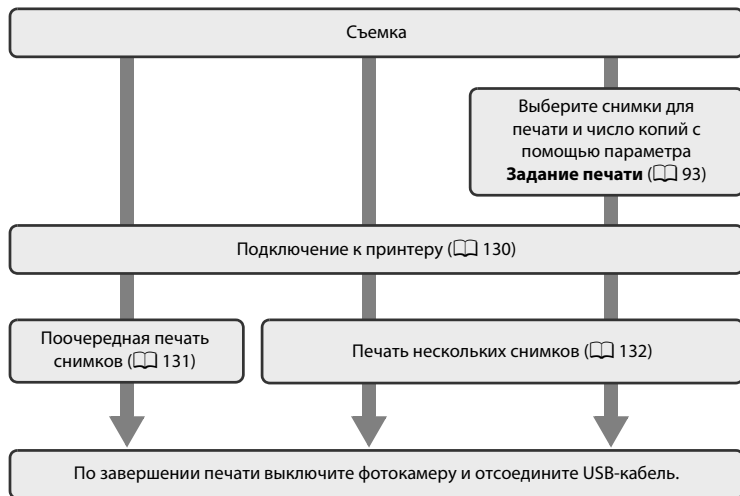 Съемка
Выберите снимки для
печати и число копий с
помощью параметра
Задание печати (93)
Подключение к принтеру (130)
Поочередная печать
снимков (131)
Печать нескольких снимков (132)
По завершении печати выключите фотокамеру и отсоедините USB-кабель.